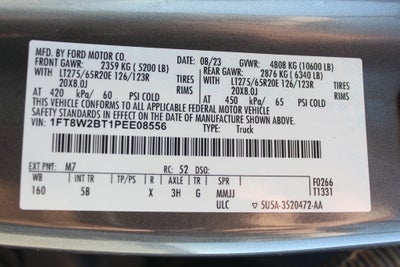 MFD. BY FORD MOTOR CO. 08/23 GVWR: 4808 KG (10600 LB)
FRONT GAWR: 2359 KG ( 5200 LB) REAR GAWR: 2876 KG ( 6340 LB)
WITH LT275/65R20E 126/123R TIRES WITH LT275/65R20E 126/123R TIRES
20X8.0J RIMS 20X8.0J RIMS
AT 420 kPa/ 60 PSI COLD AT 450 kPa/ 65 PSI COLD
THIS VEHICLE CONFORMS TO ALL APPLICABLE FEDERAL MOTOR VEHICLE
SAFETY STANDARDS IN EFFECT ON THE DATE OF MANUFACTURE SHOWN ABOVE.
VIN: 1FT8W2BT1PEE08556 TYPE: Truck
EXT PNT: M7 RC: 52 DSO: F0266
WB INT TR TP/PS R AXLE TR SPR T1331
160 5B X 3H G MMJJ
ULC ▽ 5U5A-3520472-AA